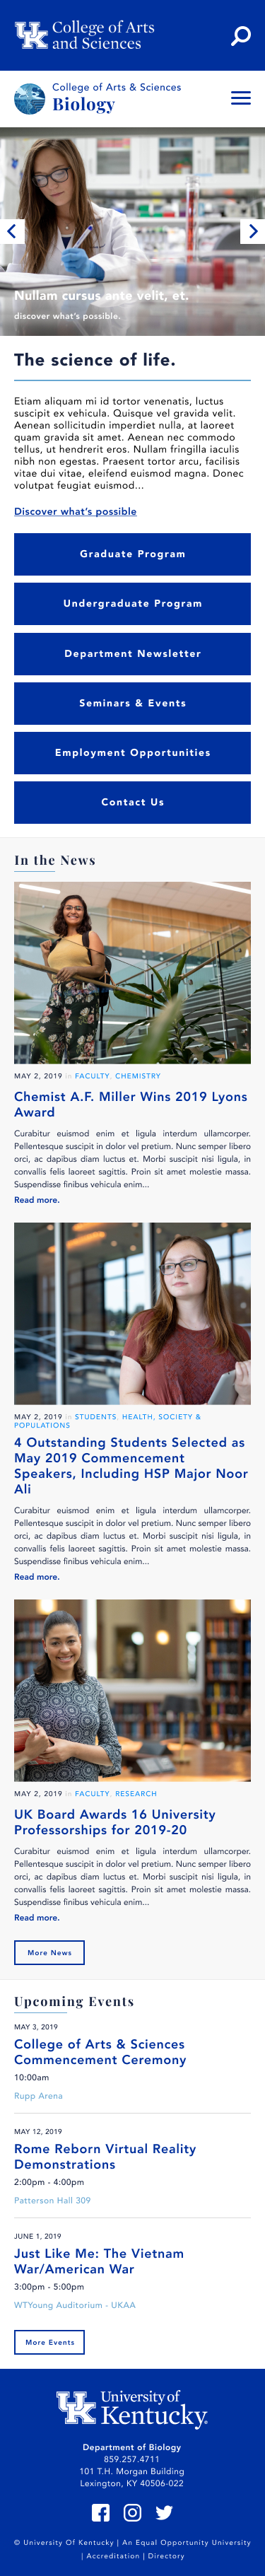 UK College of Arts
and Sciences
College of Arts & Sciences
Biology
Nullam cursus ante velit, et.
discover what's possible.
The science of life.
Etiam aliquam mi id tortor venenatis, luctus
suscipit ex vehicula. Quisque vel gravida velit.
Aenean sollicitudin imperdiet nulla, at laoreet
quam gravida sit amet. Aenean nec commodo
tellus, ut hendrerit eros. Nullam fringilla iaculis
nibh non egestas. Praesent tortor arcu, facilisis
vitae dui vitae, eleifend euismod magna. Donec
volutpat feugiat euismod...
Discover what's possible
Graduate Program
Undergraduate Program
Department Newsletter
Seminars & Events
Employment Opportunities
Contact Us
In the News
MAY 2, 2019 in FACULTY, CHEMISTRY
Chemist A.F. Miller Wins 2019 Lyons
Award
Curabitur euismod enim et ligula interdum ullamcorper.
Pellentesque suscipit in dolor vel pretium. Nunc semper libero
orci, ac dapibus diam luctus et. Morbi suscipit nisi ligula, in
convallis felis laoreet sagittis. Proin sit amet molestie massa.
Suspendisse finibus vehicula enim...
Read more.
MAY 2, 2019 in STUDENTS, HEALTH, SOCIETY &
POPULATIONS
4 Outstanding Students Selected as
May 2019 Commencement
Speakers, Including HSP Major Noor
Ali
Curabitur euismod enim et ligula interdum ullamcorper.
Pellentesque suscipit in dolor vel pretium. Nunc semper libero
orci, ac dapibus diam luctus et. Morbi suscipit nisi ligula, in
convallis felis laoreet sagittis. Proin sit amet molestie massa.
Suspendisse finibus vehicula enim...
Read more.
MAY 2, 2019 in FACULTY, RESEARCH
UK Board Awards 16 University
Professorships for 2019-20
Curabitur euismod enim et ligula interdum ullamcorper.
Pellentesque suscipit in dolor vel pretium. Nunc semper libero
orci, ac dapibus diam luctus et. Morbi suscipit nisi ligula, in
convallis felis laoreet sagittis. Proin sit amet molestie massa.
Suspendisse finibus vehicula enim...
Read more.
More News
Upcoming Events
MAY 3, 2019
College of Arts & Sciences
Commencement Ceremony
10:00am
Rupp Arena
MAY 12, 2019
Rome Reborn Virtual Reality
Demonstrations
2:00pm - 4:00pm
Patterson Hall 309
JUNE 1, 2019
Just Like Me: The Vietnam
War/American War
3:00pm - 5:00pm
WTYoung Auditorium - UKAA
More Events
UK University of
Kentucky
Department of Biology
859.257.4711
101 T.H. Morgan Building
Lexington, KY 40506-022
© University Of Kentucky | An Equal Opportunity University
| Accreditation | Directory